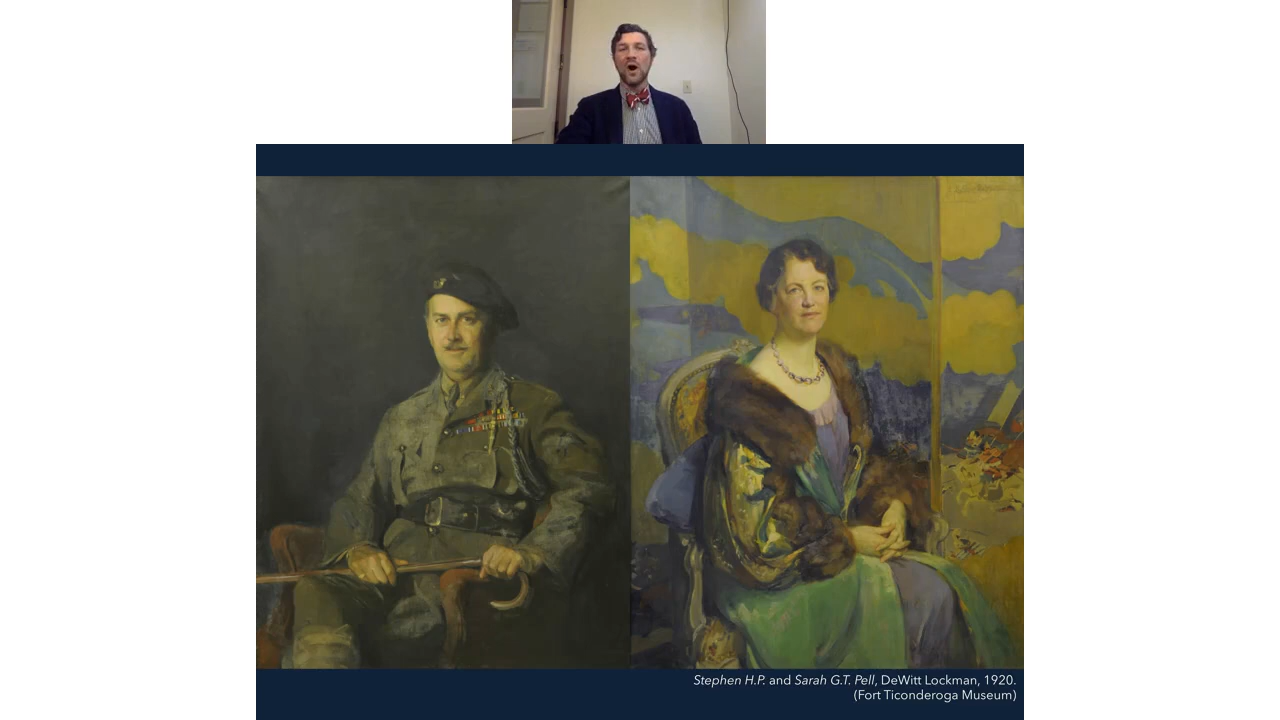 Stephen H.P. and Sarah G.T. Pell, DeWitt Lockman, 1920.
(Fort Ticonderoga Museum)